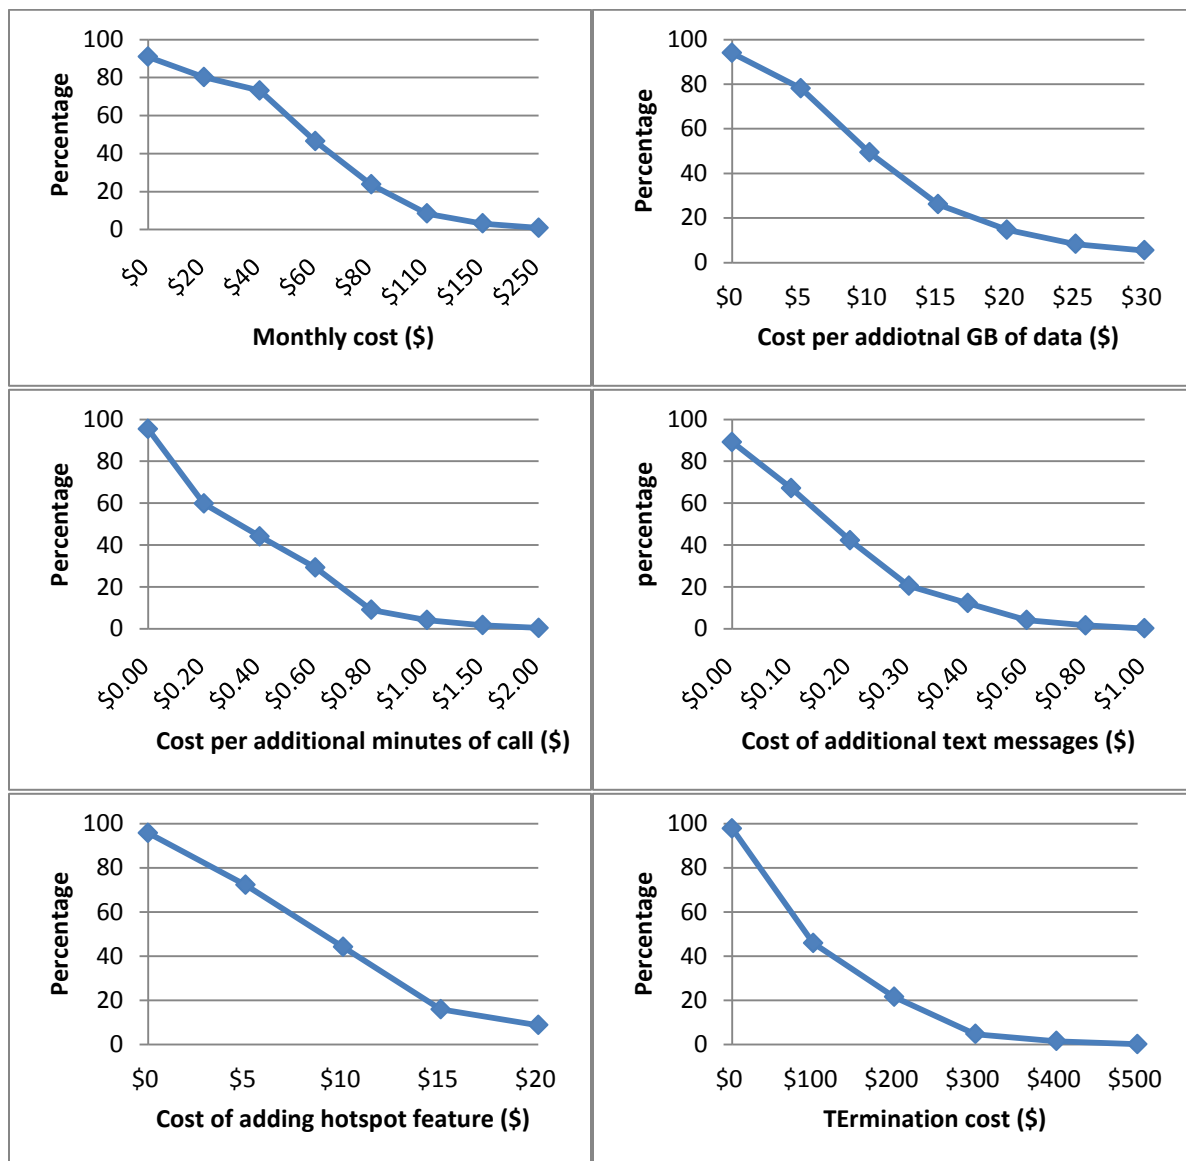 100
80
60
40
20
0
Percentage
$0 $20 $40 $60 $80 $110 $150 $250
Monthly cost ($)
100
80
60
40
20
0
Percentage
$0 $5 $10 $15 $20 $25 $30
Cost per addiotnal GB of data ($)
100
80
60
40
20
0
Percentage
$0.00 $0.20 $0.40 $0.60 $0.80 $1.00 $1.50 $2.00
Cost per additional minutes of call ($)
100
80
60
40
20
0
percentage
$0.00 $0.10 $0.20 $0.30 $0.40 $0.60 $0.80 $1.00
Cost of additional text messages ($)
100
80
60
40
20
0
Percentage
$0 $5 $10 $15 $20
Cost of adding hotspot feature ($)
100
80
60
40
20
0
Percentage
$0 $100 $200 $300 $400 $500
TErmination cost ($)